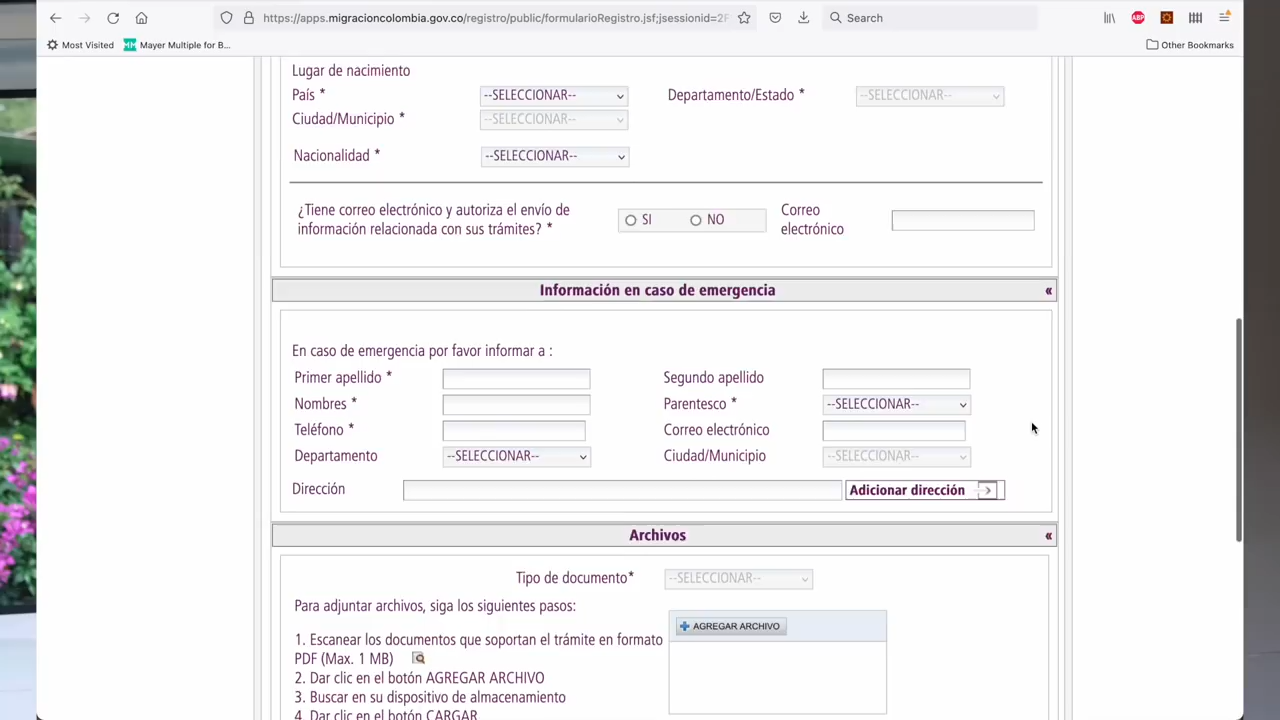 https://apps.migracioncolombia.gov.co/registro/public/formularioRegistro.jsf;jsessionid=2F
Search
ABP
Most Visited
MM Mayer Multiple for B...
Other Bookmarks
Lugar de nacimiento
País * --SELECCIONAR-- Departamento/Estado * --SELECCIONAR--
Ciudad/Municipio * --SELECCIONAR--
Nacionalidad * --SELECCIONAR--
¿Tiene correo electrónico y autoriza el envío de
información relacionada con sus trámites? *
SI NO
Correo
electrónico
Información en caso de emergencia «
En caso de emergencia por favor informar a :
Primer apellido * Segundo apellido
Nombres * Parentesco * --SELECCIONAR--
Teléfono * Correo electrónico
Departamento --SELECCIONAR-- Ciudad/Municipio --SELECCIONAR--
Dirección Adicionar dirección
Archivos «
Tipo de documento* --SELECCIONAR--
Para adjuntar archivos, siga los siguientes pasos:
AGREGAR ARCHIVO
1. Escanear los documentos que soportan el trámite en formato
PDF (Max. 1 MB)
2. Dar clic en el botón AGREGAR ARCHIVO
3. Buscar en su dispositivo de almacenamiento
4. Dar clic en el botón CARGAR